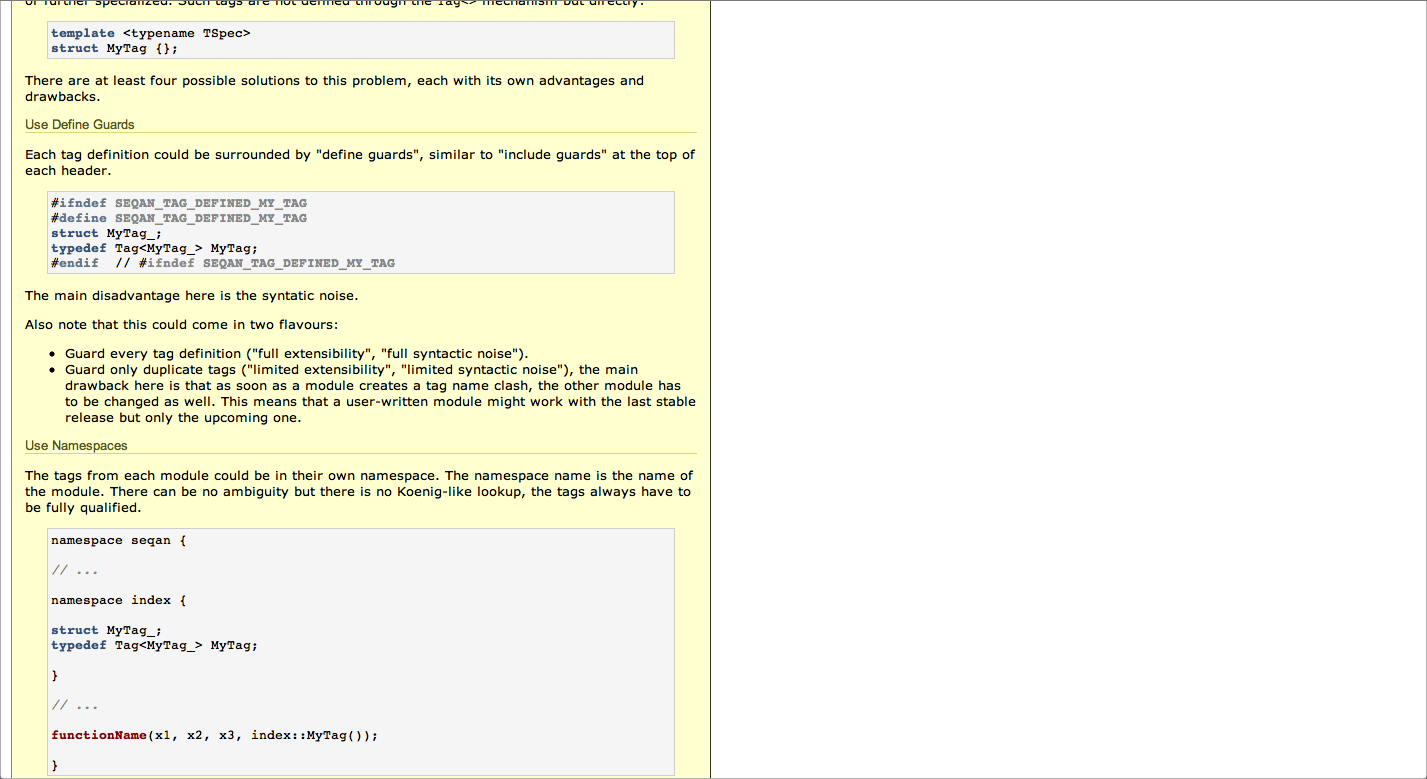 or further specialized. Such tags are not defined through the Tag<> mechanism but directly:
template <typename TSpec>
struct MyTag {};
There are at least four possible solutions to this problem, each with its own advantages and
drawbacks.
Use Define Guards
Each tag definition could be surrounded by "define guards", similar to "include guards" at the top of
each header.
#ifndef SEQAN_TAG_DEFINED_MY_TAG
#define SEQAN_TAG_DEFINED_MY_TAG
struct MyTag_;
typedef Tag<MyTag_> MyTag;
#endif  // #ifndef SEQAN_TAG_DEFINED_MY_TAG
The main disadvantage here is the syntatic noise.
Also note that this could come in two flavours:
• Guard every tag definition ("full extensibility", "full syntactic noise").
• Guard only duplicate tags ("limited extensibility", "limited syntactic noise"), the main
drawback here is that as soon as a module creates a tag name clash, the other module has
to be changed as well. This means that a user-written module might work with the last stable
release but only the upcoming one.
Use Namespaces
The tags from each module could be in their own namespace. The namespace name is the name of
the module. There can be no ambiguity but there is no Koenig-like lookup, the tags always have to
be fully qualified.
namespace seqan {
// ...
namespace index {
struct MyTag_;
typedef Tag<MyTag_> MyTag;
}
// ...
functionName(x1, x2, x3, index::MyTag());
}